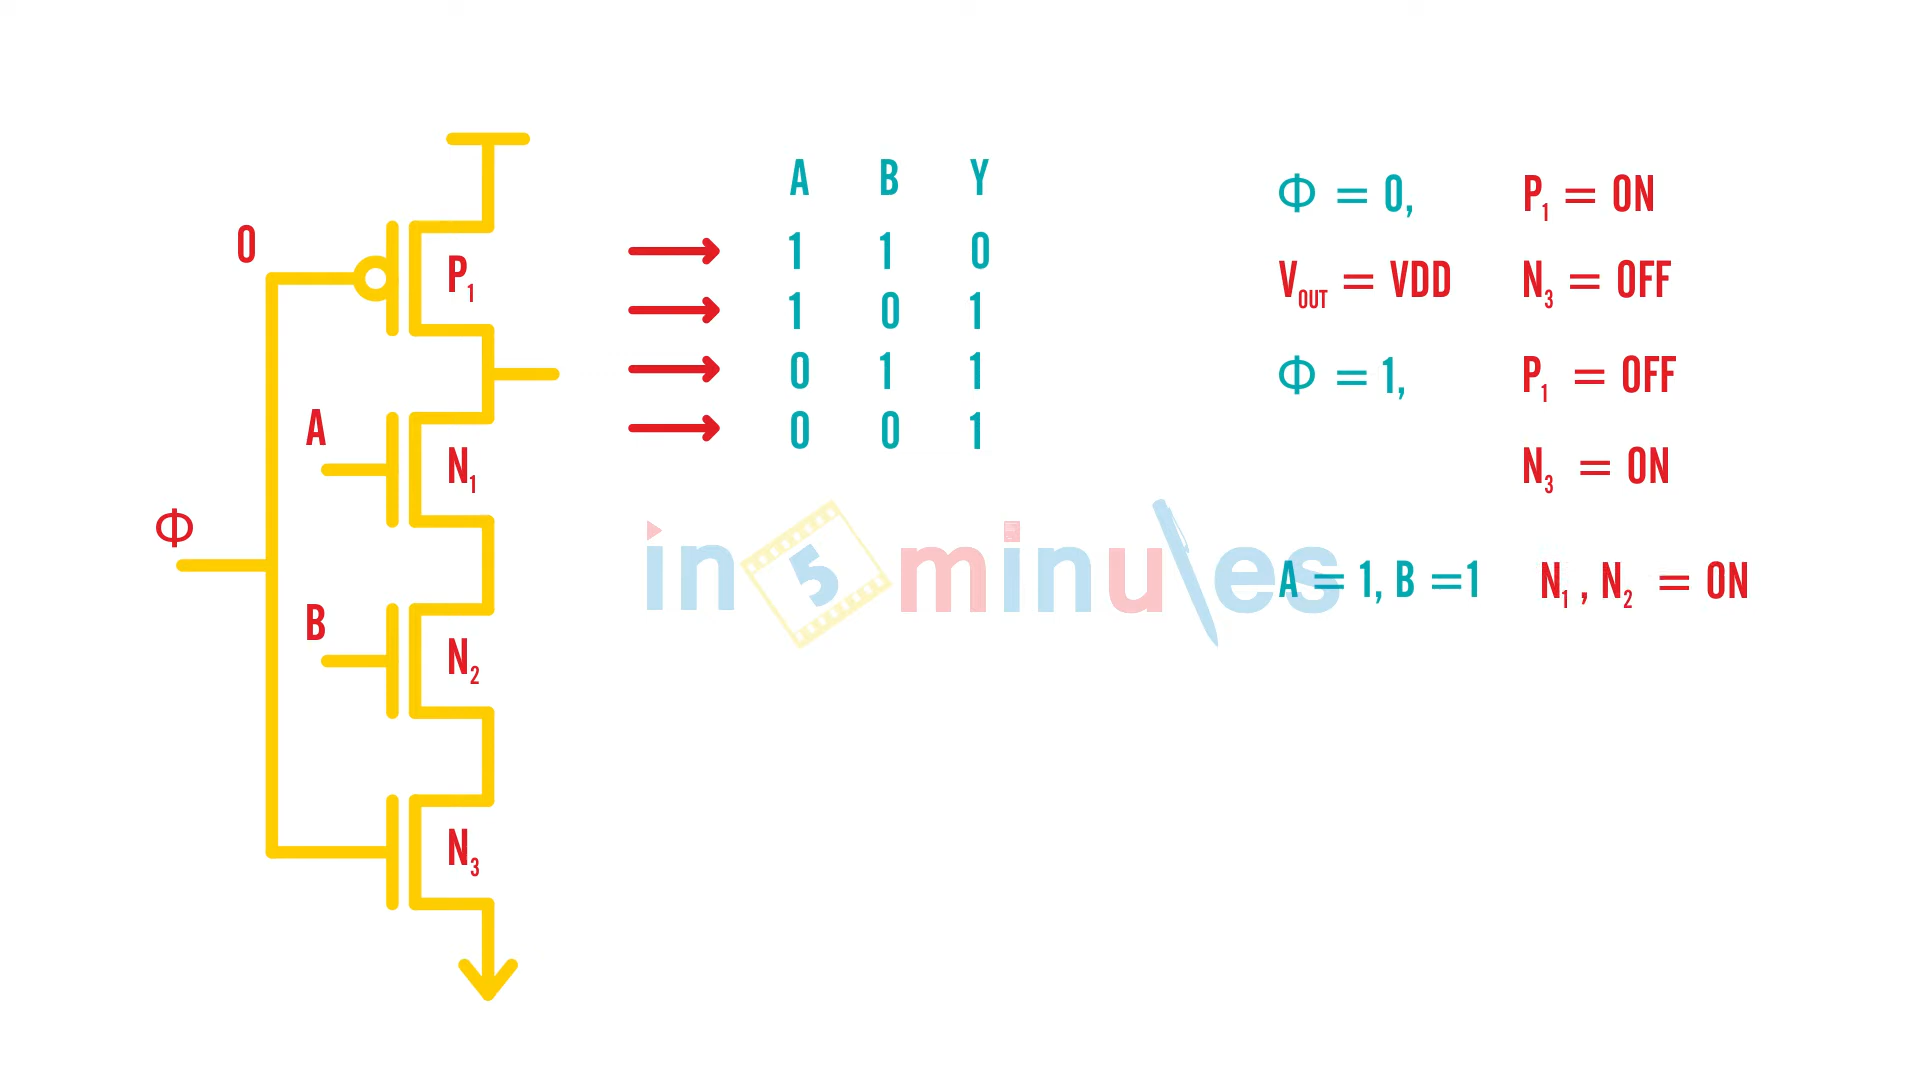 0
P1
A
N1
Φ
B
N2
N3
A B Y
1 1 0
1 0 1
0 1 1
0 0 1
Φ = 0, P1 = ON
VOUT = VDD N3 = OFF
Φ = 1, P1 = OFF
N3 = ON
in 5 minutes
A = 1, B =1 N1 , N2 = ON